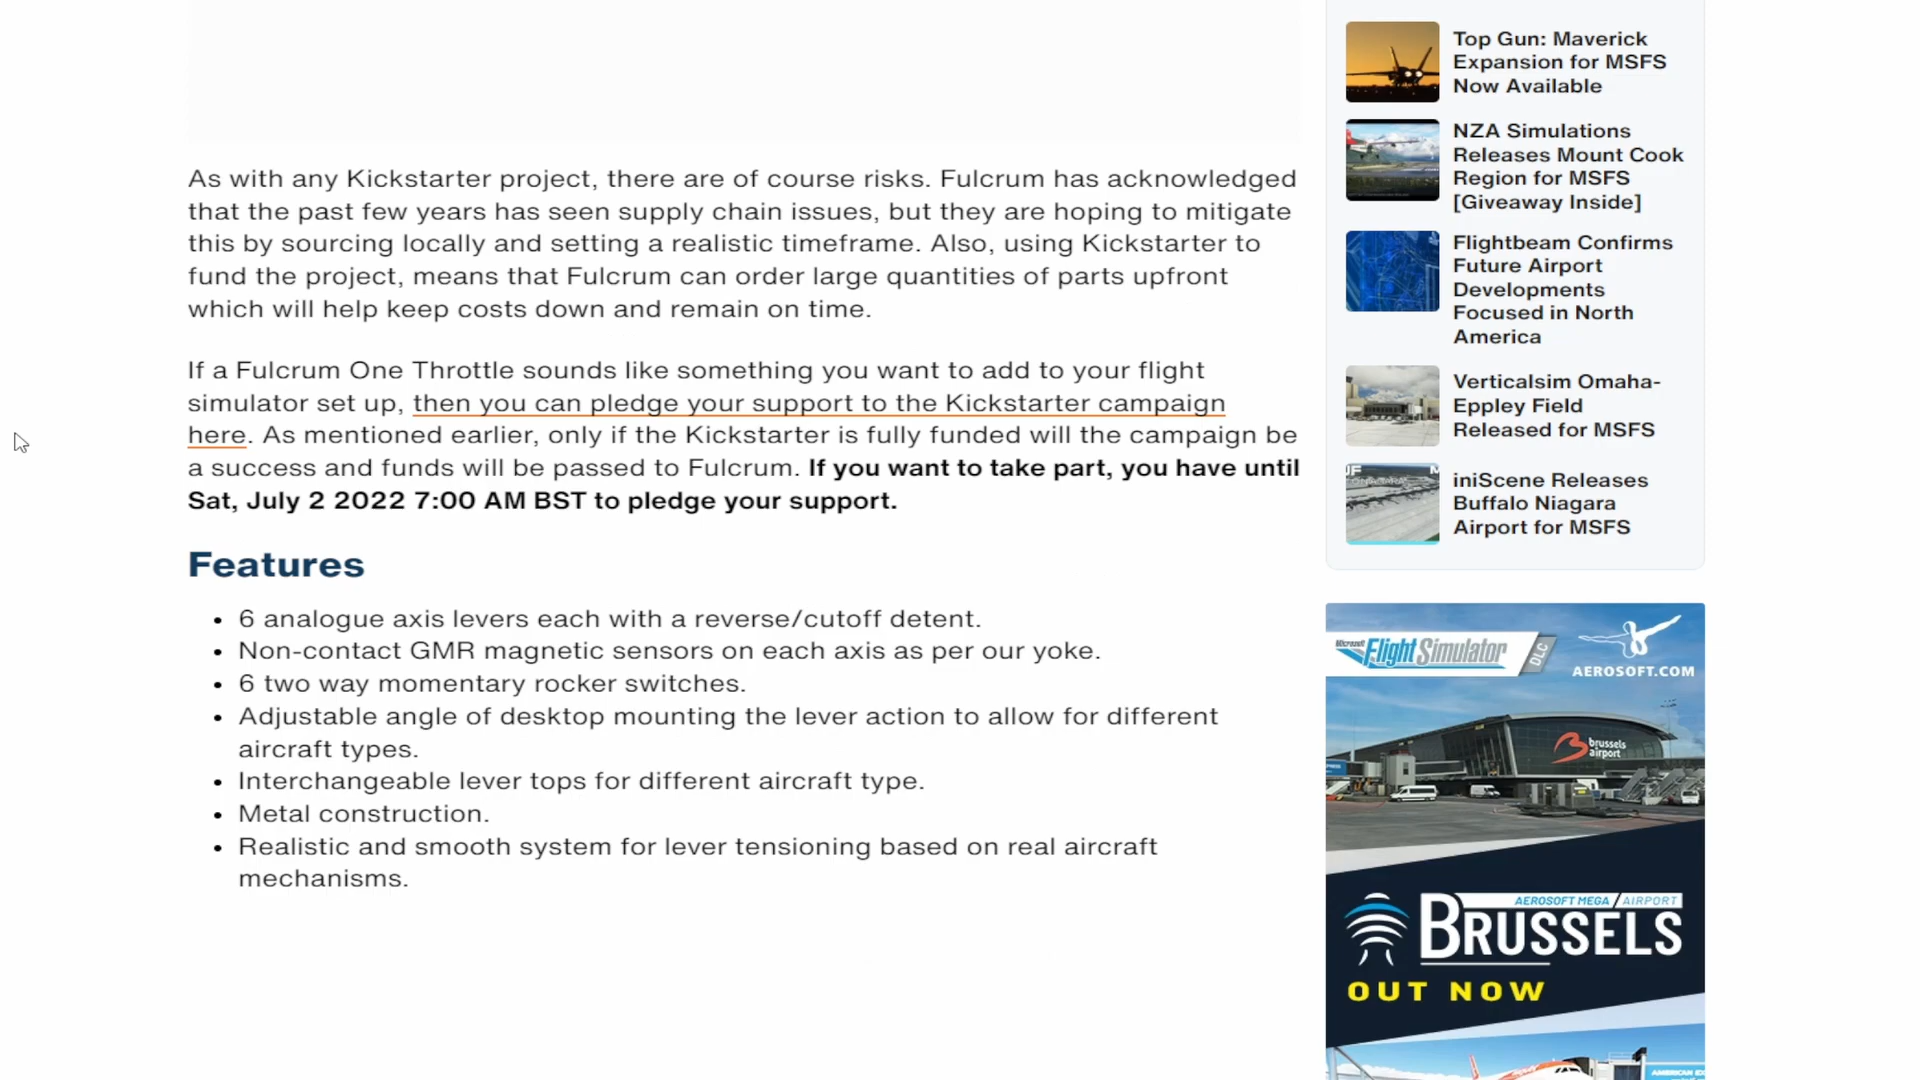 As with any Kickstarter project, there are of course risks. Fulcrum has acknowledged
that the past few years has seen supply chain issues, but they are hoping to mitigate
this by sourcing locally and setting a realistic timeframe. Also, using Kickstarter to
fund the project, means that Fulcrum can order large quantities of parts upfront
which will help keep costs down and remain on time.
If a Fulcrum One Throttle sounds like something you want to add to your flight
simulator set up, then you can pledge your support to the Kickstarter campaign
here. As mentioned earlier, only if the Kickstarter is fully funded will the campaign be
a success and funds will be passed to Fulcrum. If you want to take part, you have until
Sat, July 2 2022 7:00 AM BST to pledge your support.
Features
• 6 analogue axis levers each with a reverse/cutoff detent.
• Non-contact GMR magnetic sensors on each axis as per our yoke.
• 6 two way momentary rocker switches.
• Adjustable angle of desktop mounting the lever action to allow for different
aircraft types.
• Interchangeable lever tops for different aircraft type.
• Metal construction.
• Realistic and smooth system for lever tensioning based on real aircraft
mechanisms.
Top Gun: Maverick
Expansion for MSFS
Now Available
NZA Simulations
Releases Mount Cook
Region for MSFS
[Giveaway Inside]
Flightbeam Confirms
Future Airport
Developments
Focused in North
America
Verticalsim Omaha-
Eppley Field
Released for MSFS
iniScene Releases
Buffalo Niagara
Airport for MSFS
Microsoft
Flight Simulator
DLC
AEROSOFT.COM
brussels
airport
AEROSOFT MEGA AIRPORT
BRUSSELS
OUT NOW